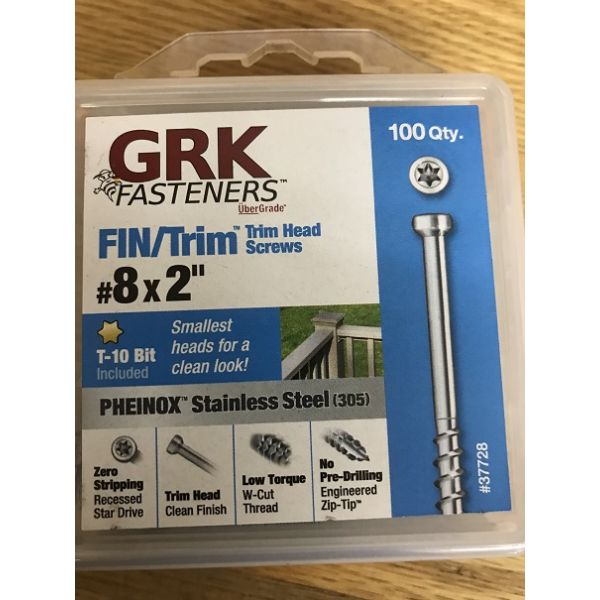 GRK
FASTENERS™
ÜberGrade®
100 Qty.
FIN/Trim™ Trim Head
Screws
#8 x 2"
T-10 Bit
Included
Smallest
heads for a
clean look!
PHEINOX™ Stainless Steel (305)
Zero
Stripping
Recessed
Star Drive
Trim Head
Clean Finish
Low Torque
W-Cut
Thread
No
Pre-Drilling
Engineered
Zip-Tip™
#37728